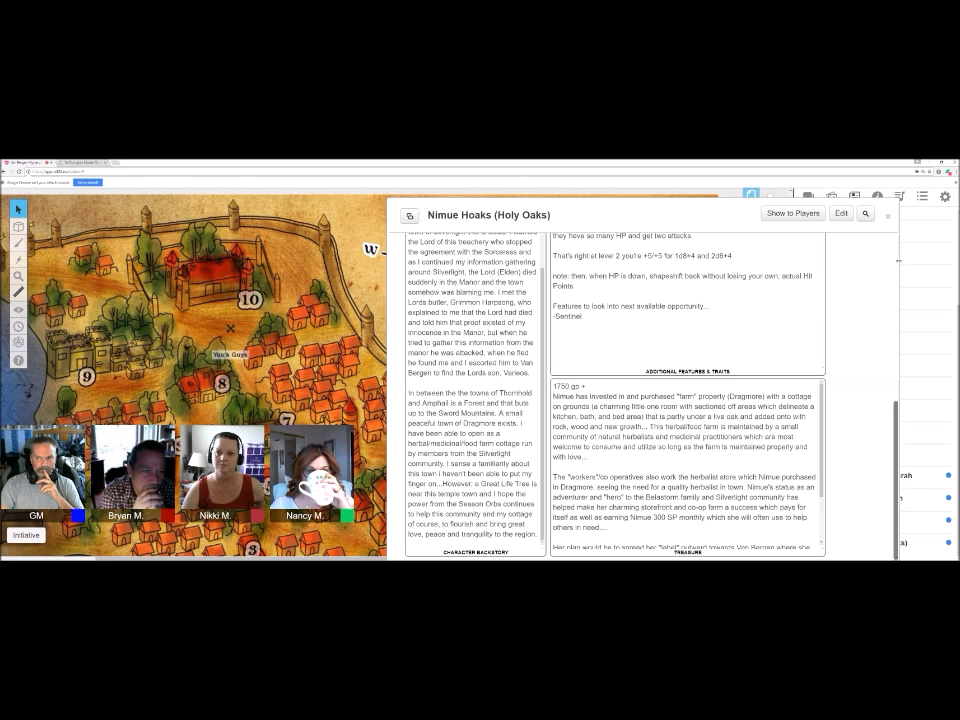 Nimue Hoaks (Holy Oaks)
Show to Players
Edit
the Lord of this treachery who stopped
the agreement with the Sorceress and
as I continued my information gathering
around Silverlight, the Lord (Elden) died
suddenly in the Manor and the town
somehow was blaming me. I met the
Lords butler, Grimmon Harpsong, who
explained to me that the Lord had died
and told him that proof existed of my
innocence in the Manor, but when he
tried to gather this information from the
manor he was attacked, when he fled
he found me and I escorted him to Van
Bergen to find the Lords son, Varieos.
In between the the towns of Thornhold
and Amphail is a Forest and that buts
up to the Sword Mountains. A small
peaceful town of Dragmore exists. I
have been able to open as a
herbal/medicinal/food farm cottage run
by members from the Silverlight
community. I sense a familiarity about
this town i haven't been able to put my
finger on...However, a Great Life Tree is
near this temple town and I hope the
power from the Season Orbs continues
to help this community and my cottage
of course, to flourish and bring great
love, peace and tranquility to the region.
CHARACTER BACKSTORY
they have so many HP and get two attacks.
That's right at level 2 you're +5/+5 for 1d8+4 and 2d6+4
note: then, when HP is down, shapeshift back without losing your own, actual Hit
Points
Features to look into next available opportunity...
-Sentinel
ADDITIONAL FEATURES & TRAITS
1750 gp +
Nimue has invested in and purchased "farm" property (Dragmore) with a cottage
on grounds (a charming little one room with sectioned off areas which delineate a
kitchen, bath, and bed area) that is partly under a live oak and added onto with
rock, wood and new growth... This herbal/food farm is maintained by a small
community of natural herbalists and medicinal practitioners which are most
welcome to consume and utilize so long as the farm is maintained properly and
with love...
The "workers"/co operatives also work the herbalist store which Nimue purchased
in Dragmore, seeing the need for a quality herbalist in town. Nimue's status as an
adventurer and "hero" to the Belastorm family and Silverlight community has
helped make her charming storefront and co-op farm a success which pays for
itself as well as earning Nimue 300 SP monthly which she will often use to help
others in need....
Her plan would be to spread her "label" outward towards Van Bergen where she
TREASURE
W
10
You's Guys
9
8
7
3
GM
Bryan M.
Nikki M.
Nancy M.
Initiative